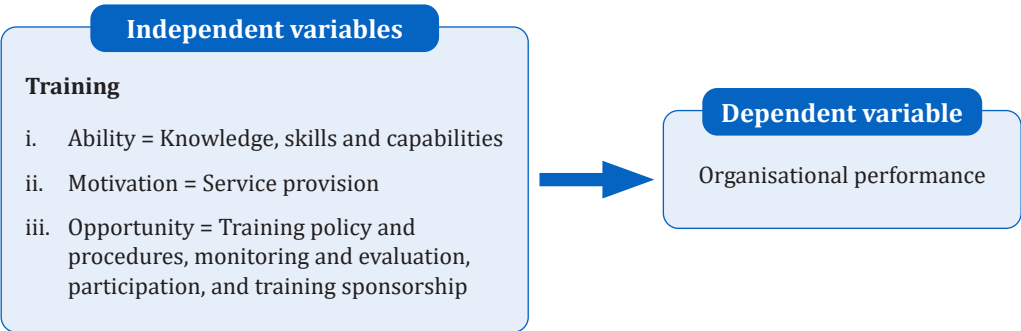 Independent variables
Training
i. Ability = Knowledge, skills and capabilities
ii. Motivation = Service provision
iii. Opportunity = Training policy and
procedures, monitoring and evaluation,
participation, and training sponsorship
Dependent variable
Organisational performance